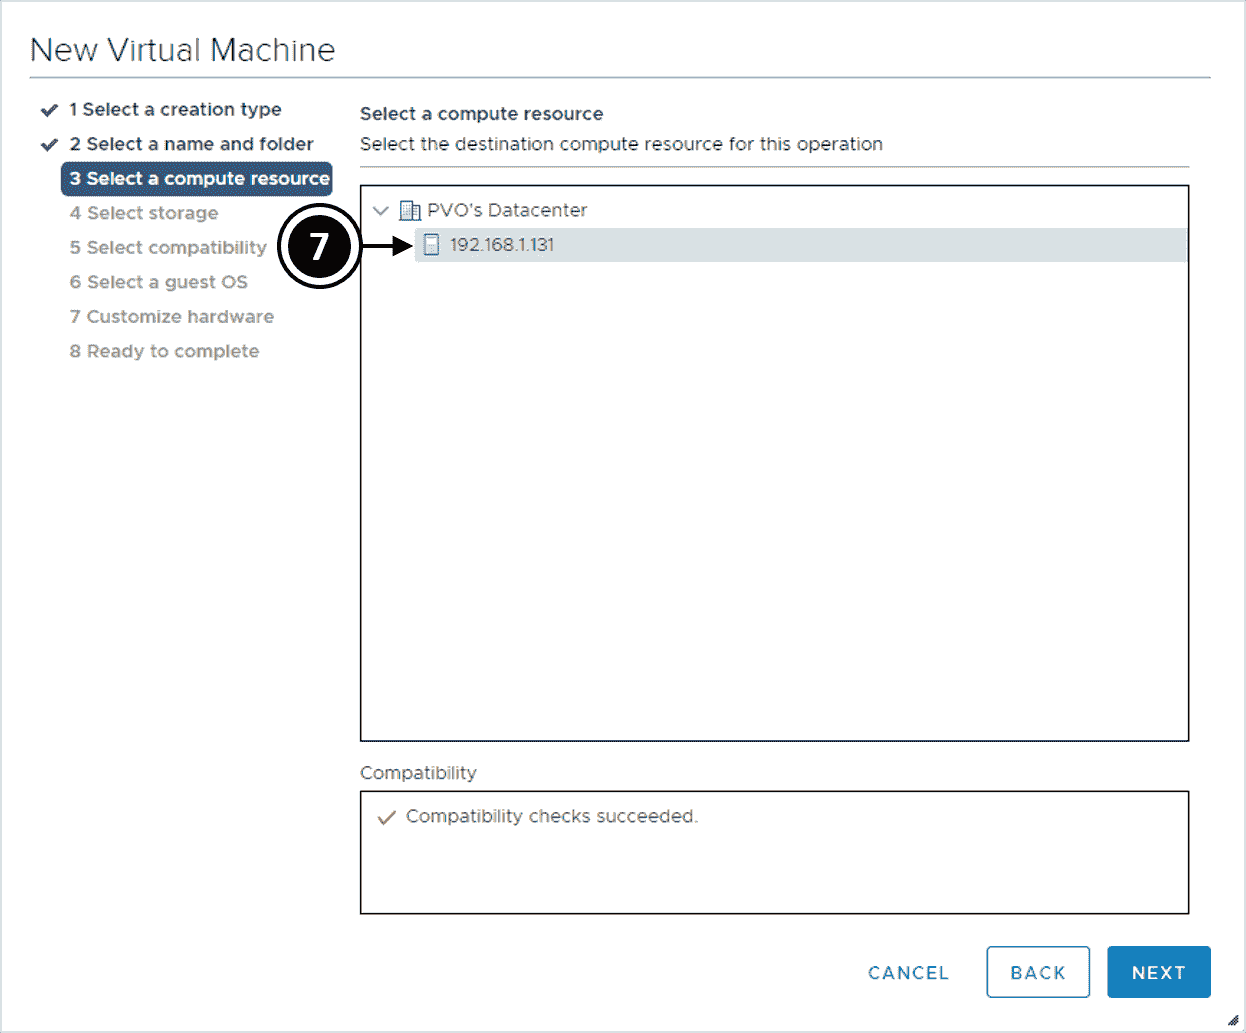 New Virtual Machine
1 Select a creation type
2 Select a name and folder
3 Select a compute resource
4 Select storage
5 Select compatibility
6 Select a guest OS
7 Customize hardware
8 Ready to complete
Select a compute resource
Select the destination compute resource for this operation
PVO's Datacenter
7
192.168.1.131
Compatibility
Compatibility checks succeeded.
CANCEL
BACK
NEXT